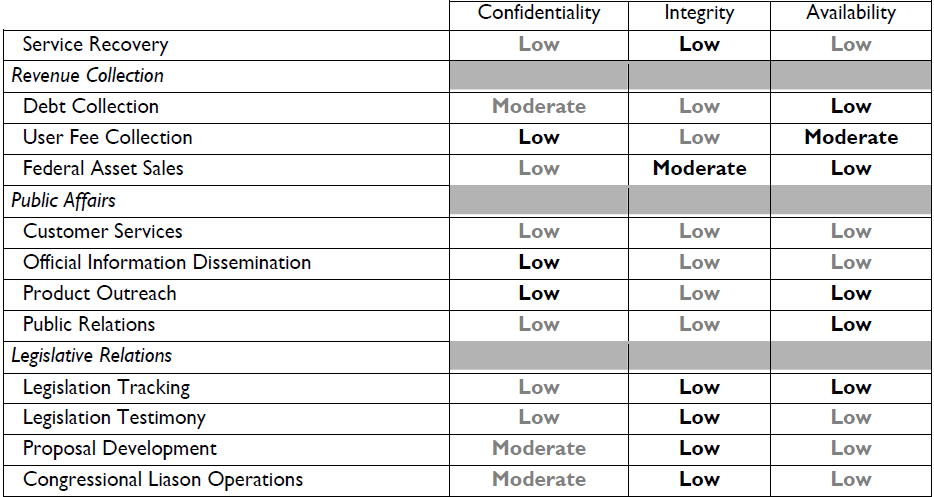 Confidentiality Integrity Availability
Service Recovery Low Low Low
Revenue Collection
Debt Collection Moderate Low Low
User Fee Collection Low Low Moderate
Federal Asset Sales Low Moderate Low
Public Affairs
Customer Services Low Low Low
Official Information Dissemination Low Low Low
Product Outreach Low Low Low
Public Relations Low Low Low
Legislative Relations
Legislation Tracking Low Low Low
Legislation Testimony Low Low Low
Proposal Development Moderate Low Low
Congressional Liason Operations Moderate Low Low